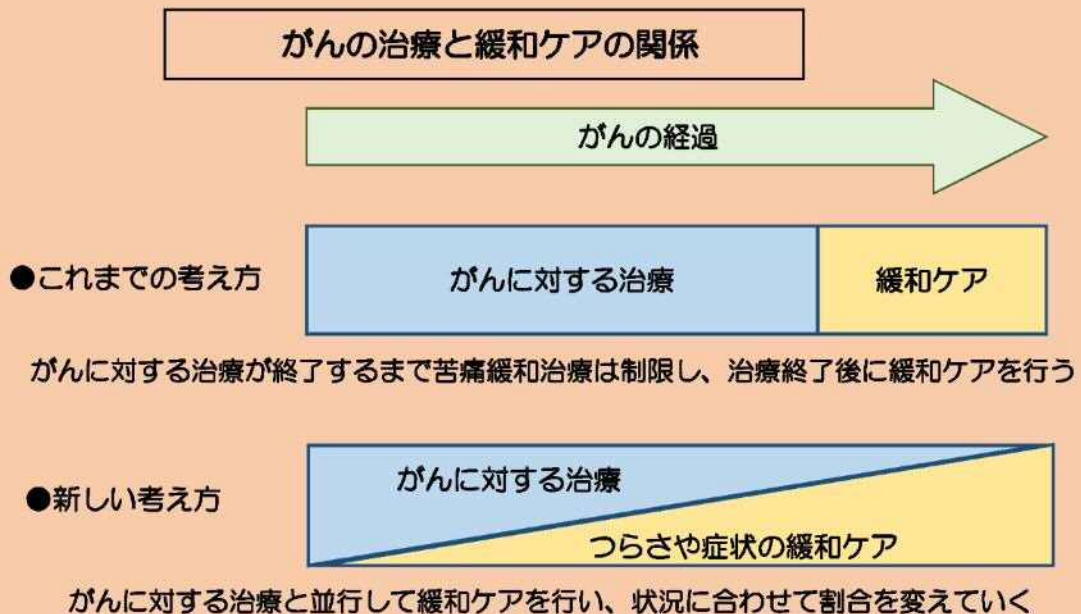 がんの治療と緩和ケアの関係
がんの経過
●これまでの考え方
がんに対する治療
緩和ケア
がんに対する治療が終了するまで苦痛緩和治療は制限し、治療終了後に緩和ケアを行う
●新しい考え方
がんに対する治療
つらさや症状の緩和ケア
がんに対する治療と並行して緩和ケアを行い、状況に合わせて割合を変えていく